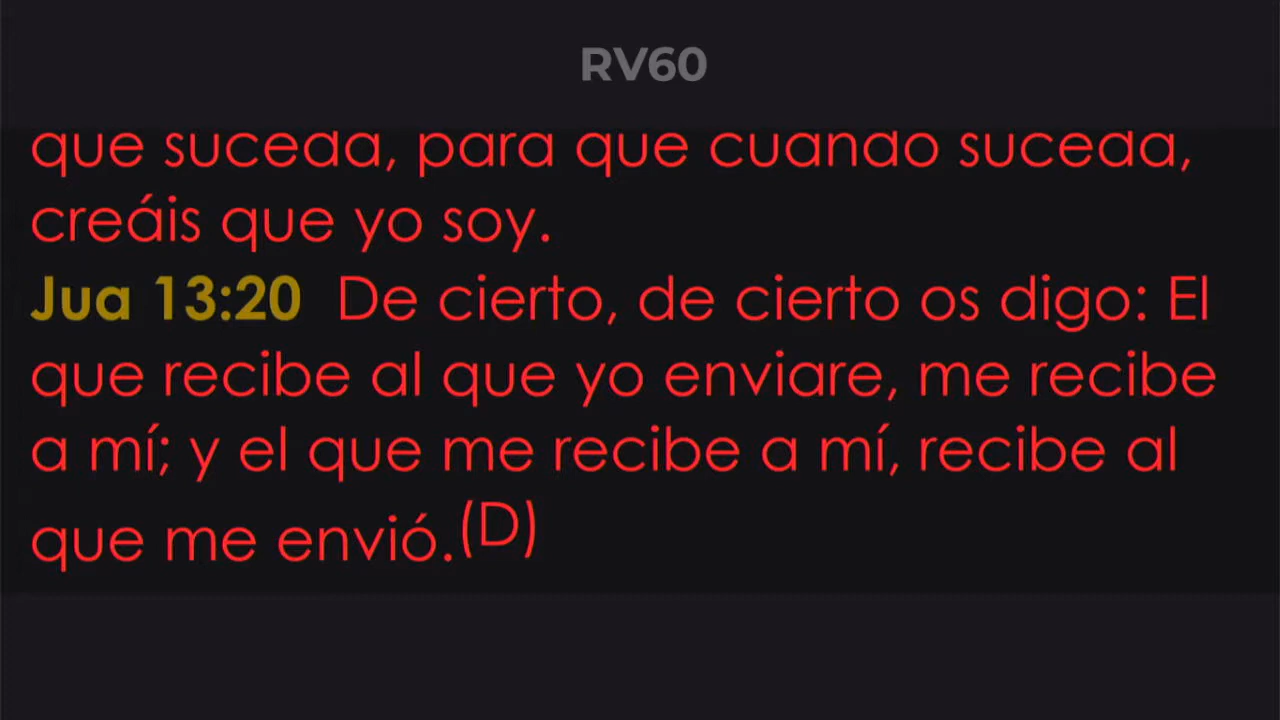 RV60
que suceda, para que cuando suceda,
creáis que yo soy.
Jua 13:20 De cierto, de cierto os digo: El
que recibe al que yo enviare, me recibe
a mí; y el que me recibe a mí, recibe al
que me envió.(D)